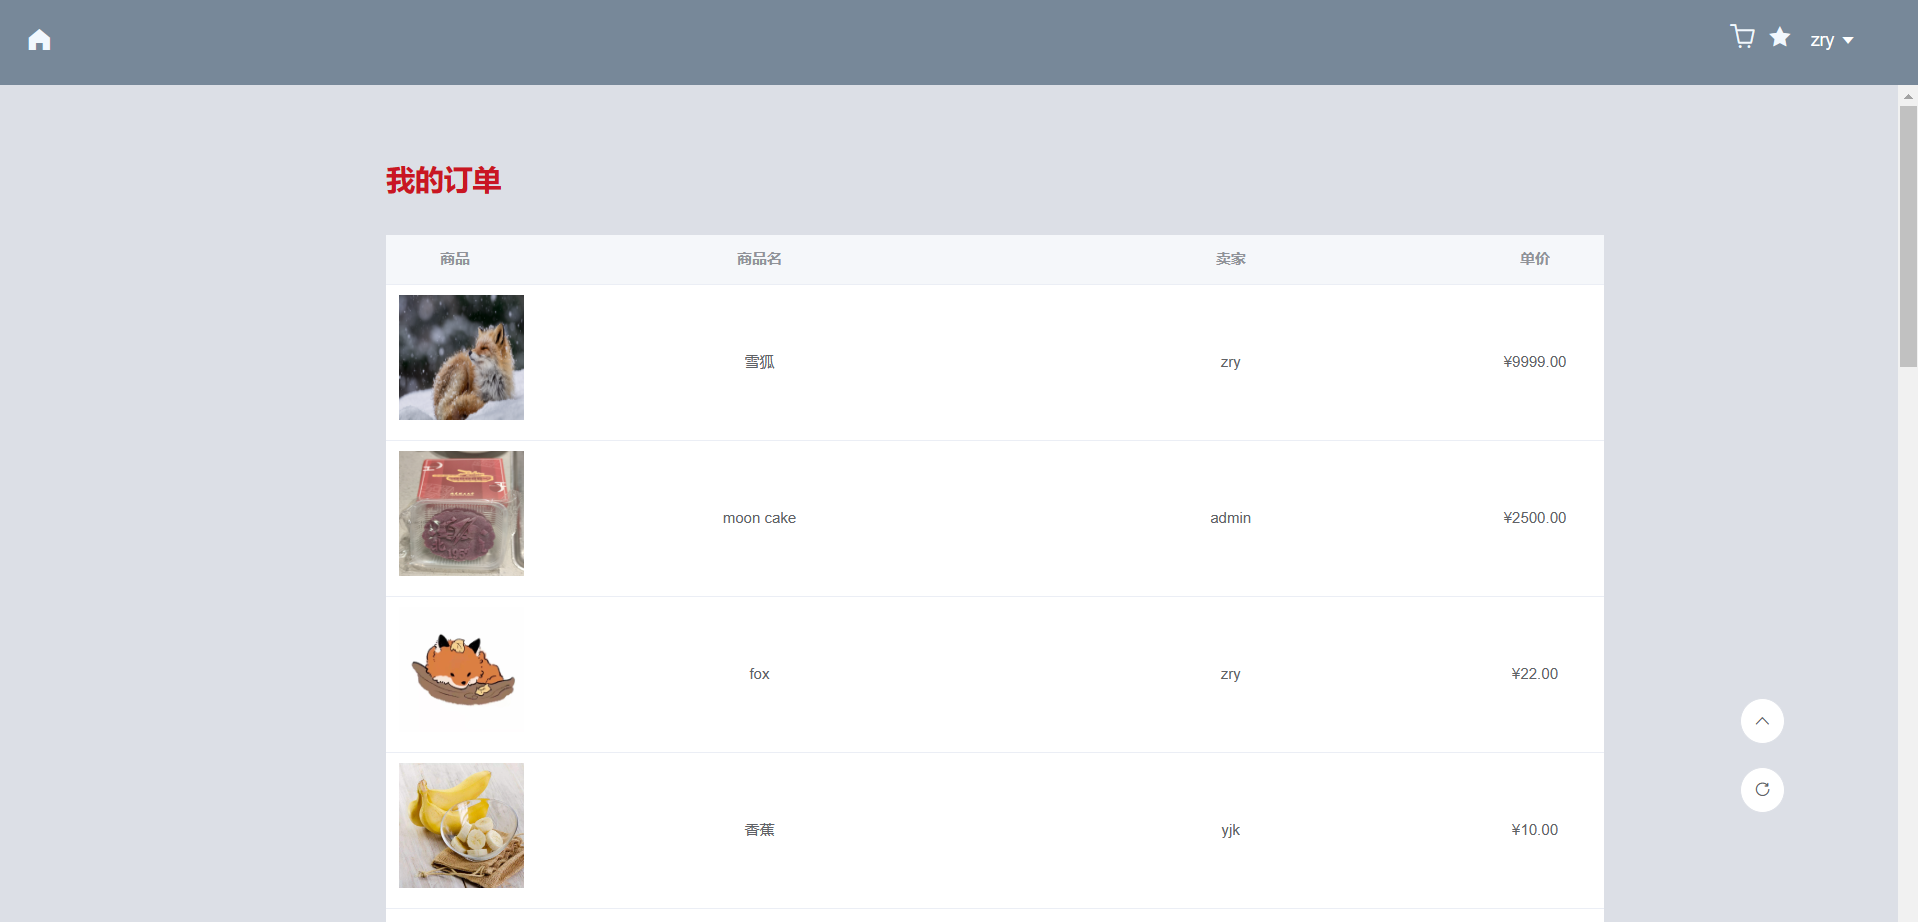 zry
我的订单
商品 商品名 卖家 单价
雪狐 zry ¥9999.00
moon cake admin ¥2500.00
fox zry ¥22.00
香蕉 yjk ¥10.00